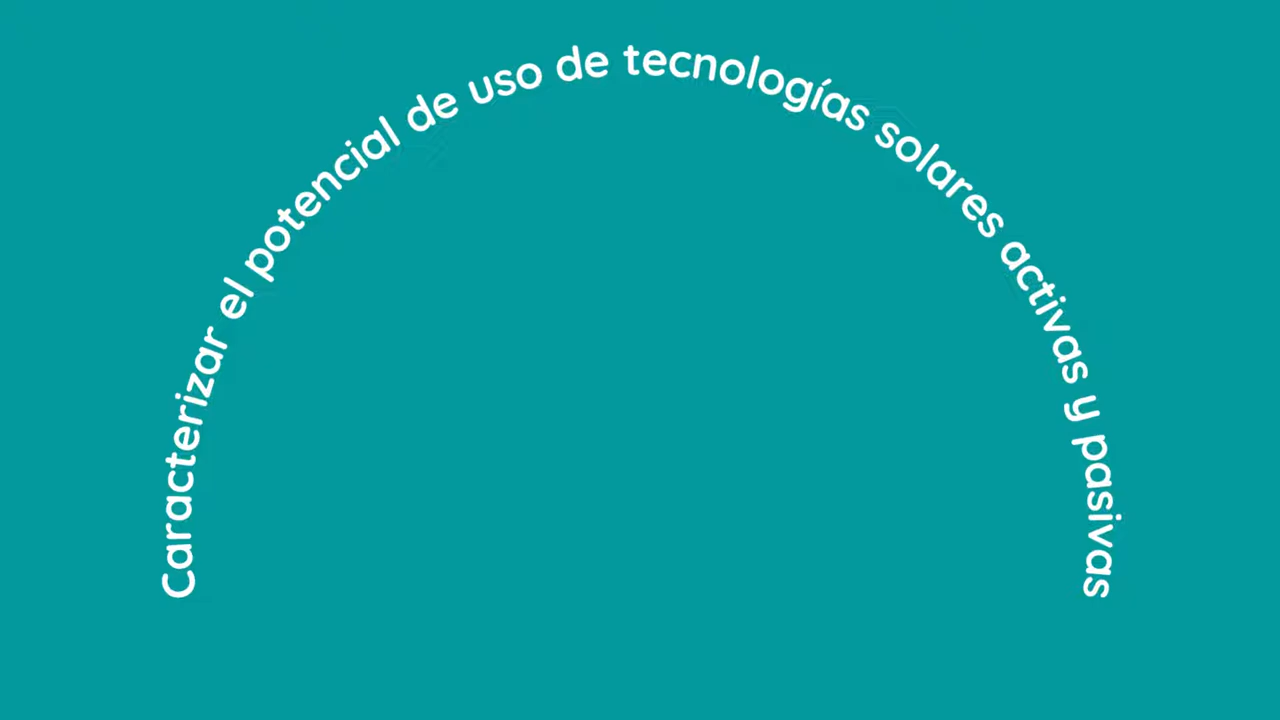 Caracterizar el potencial de uso de tecnologías solares activas y pasivas